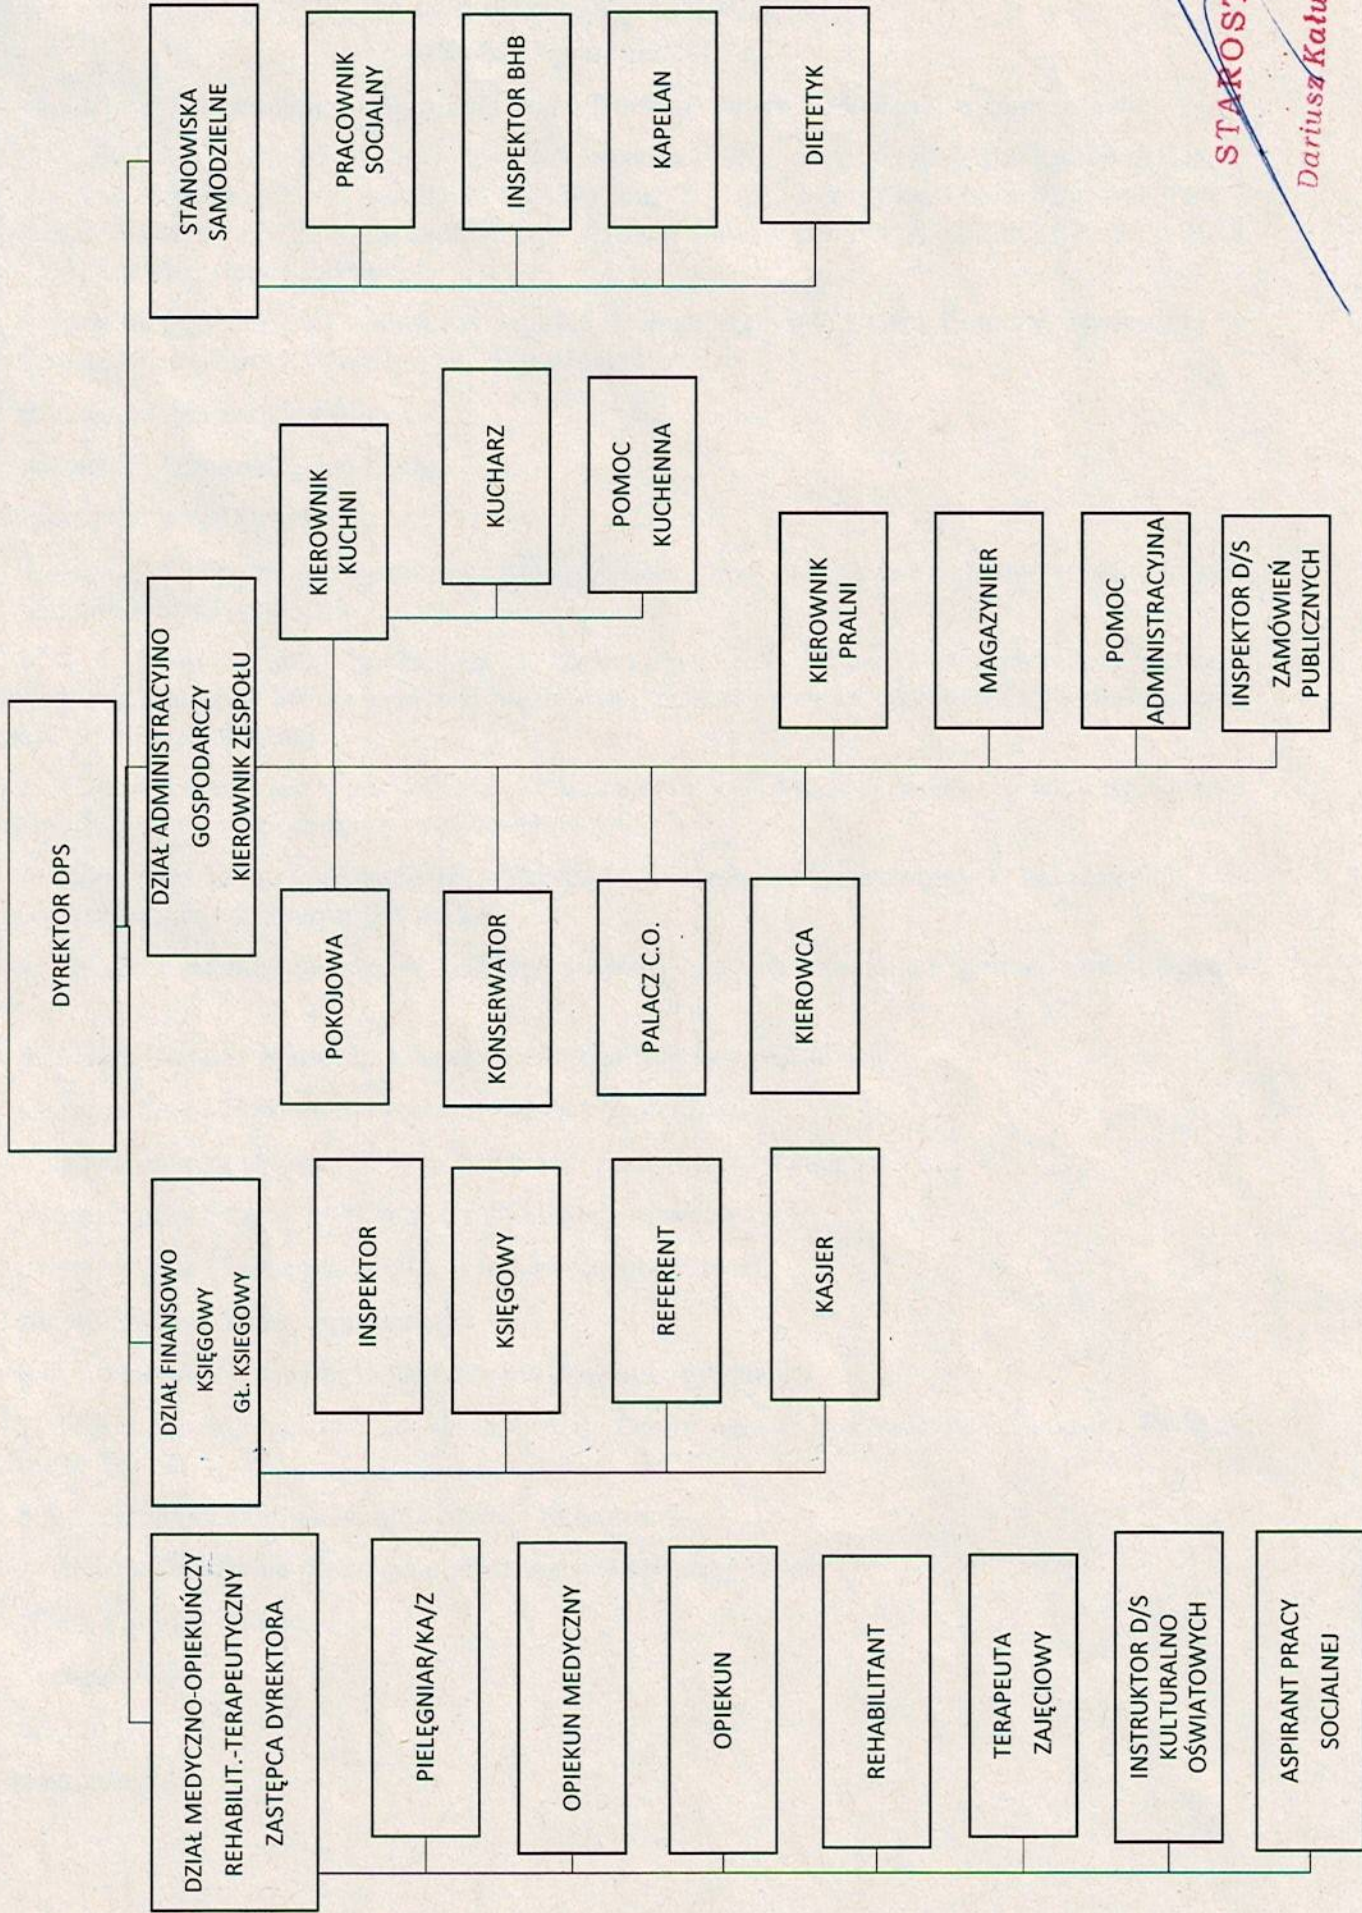 DYREKTOR DPS
DZIAŁ MEDYCZNO-OPIEKUŃCZY
REHABILIT.-TERAPEUTYCZNY
ZASTĘPCA DYREKTORA
PIELĘGNIAR/KA/Z
OPIEKUN MEDYCZNY
OPIEKUN
REHABILITANT
TERAPEUTA
ZAJĘCIOWY
INSTRUKTOR D/S
KULTURALNO
OŚWIATOWYCH
ASPIRANT PRACY
SOCJALNEJ
DZIAŁ FINANSOWO
KSIĘGOWY
GŁ. KSIEGOWY
INSPEKTOR
KSIĘGOWY
REFERENT
KASJER
DZIAŁ ADMINISTRACYJNO
GOSPODARCZY
KIEROWNIK ZESPOŁU
POKOJOWA
KONSERWATOR
PALACZ C.O.
KIEROWCA
KIEROWNIK
KUCHNI
KUCHARZ
POMOC
KUCHENNA
KIEROWNIK
PRALNI
MAGAZYNIER
POMOC
ADMINISTRACYJNA
INSPEKTOR D/S
ZAMÓWIEŃ
PUBLICZNYCH
STANOWISKA
SAMODZIELNE
PRACOWNIK
SOCJALNY
INSPEKTOR BHB
KAPELAN
DIETETYK
Dariusz